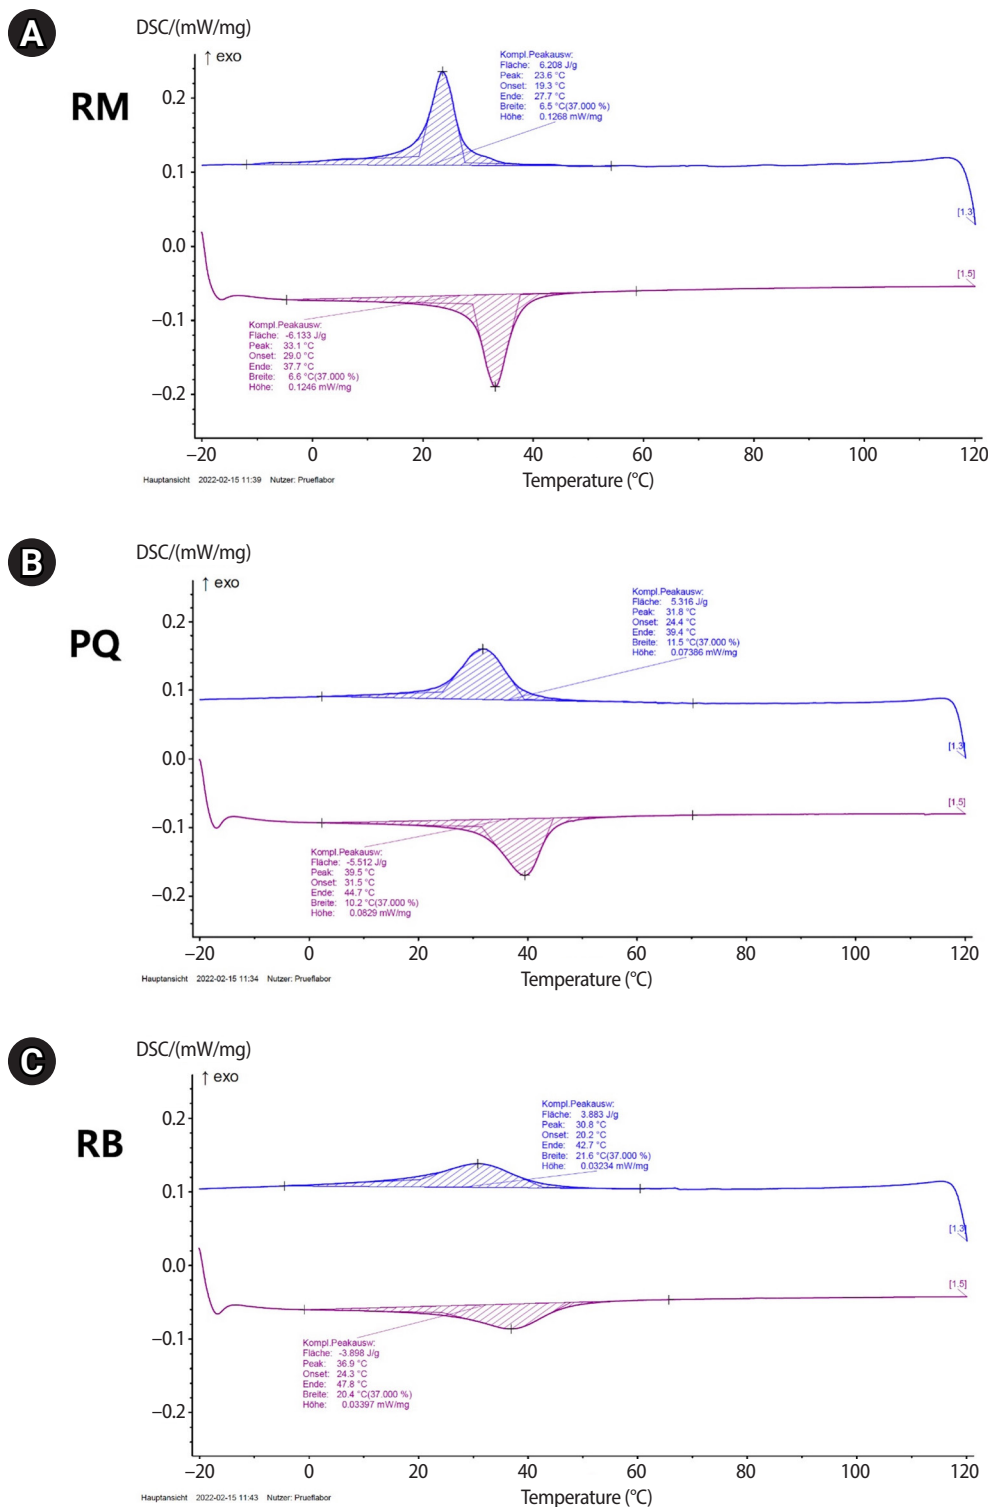 A
DSC/(mW/mg)
↑ exo
RM
Kompl.Peakausw:
Fläche: 6.208 J/g
Peak: 23.6 °C
Onset: 19.3 °C
Ende: 27.7 °C
Breite: 6.5 °C(37.000 %)
Höhe: 0.1268 mW/mg
0.2
0.1
[1.3]
0.0
[1.5]
−0.1
Kompl.Peakausw:
Fläche: -6.133 J/g
Peak: 33.1 °C
Onset: 29.0 °C
Ende: 37.7 °C
Breite: 6.6 °C(37.000 %)
Höhe: 0.1246 mW/mg
−0.2
−20 0 20 40 60 80 100 120
Temperature (°C)
Hauptansicht 2022-02-15 11:39 Nutzer: Prueflabor
B
DSC/(mW/mg)
↑ exo
PQ
Kompl.Peakausw:
Fläche: 5.316 J/g
Peak: 31.8 °C
Onset: 24.4 °C
Ende: 39.4 °C
Breite: 11.5 °C(37.000 %)
Höhe: 0.07386 mW/mg
0.2
0.1
[1.3]
0.0
[1.5]
−0.1
Kompl.Peakausw:
Fläche: -5.512 J/g
Peak: 39.5 °C
Onset: 31.5 °C
Ende: 44.7 °C
Breite: 10.2 °C(37.000 %)
Höhe: 0.0829 mW/mg
−0.2
−20 0 20 40 60 80 100 120
Temperature (°C)
Hauptansicht 2022-02-15 11:34 Nutzer: Prueflabor
C
DSC/(mW/mg)
↑ exo
RB
Kompl.Peakausw:
Fläche: 3.883 J/g
Peak: 30.8 °C
Onset: 20.2 °C
Ende: 42.7 °C
Breite: 21.6 °C(37.000 %)
Höhe: 0.03234 mW/mg
0.2
0.1
[1.3]
0.0
[1.5]
−0.1
Kompl.Peakausw:
Fläche: -3.898 J/g
Peak: 36.9 °C
Onset: 24.3 °C
Ende: 47.8 °C
Breite: 20.4 °C(37.000 %)
Höhe: 0.03397 mW/mg
−0.2
−20 0 20 40 60 80 100 120
Temperature (°C)
Hauptansicht 2022-02-15 11:43 Nutzer: Prueflabor